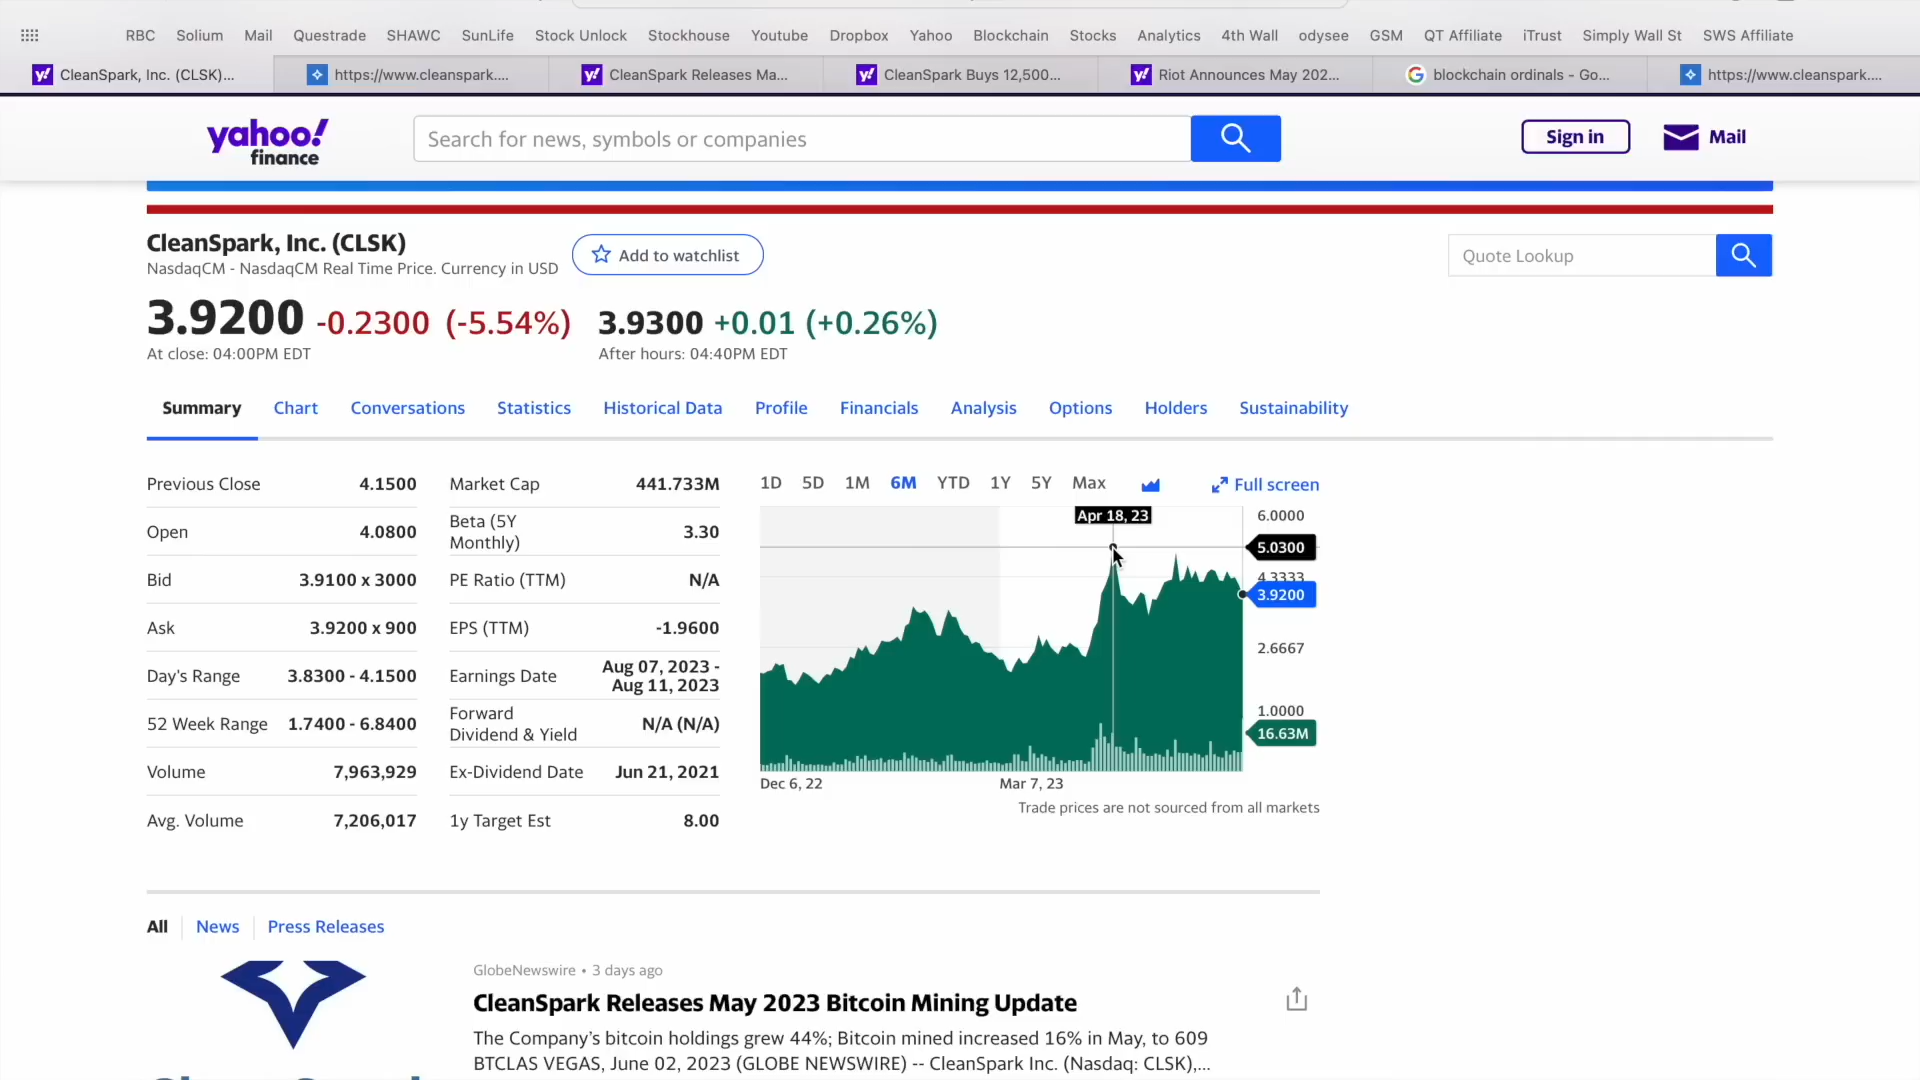 RBC Solium Mail Questrade SHAWC SunLife Stock Unlock Stockhouse Youtube Dropbox Yahoo Blockchain Stocks Analytics 4th Wall odysee GSM QT Affiliate iTrust Simply Wall St SWS Affiliate
CleanSpark, Inc. (CLSK)... https://www.cleanspark.... CleanSpark Releases Ma... CleanSpark Buys 12,500... Riot Announces May 202... blockchain ordinals - Go... https://www.cleanspark....
yahoo!
finance
Search for news, symbols or companies
Sign in
Mail
CleanSpark, Inc. (CLSK)
NasdaqCM - NasdaqCM Real Time Price. Currency in USD
Add to watchlist
Quote Lookup
3.9200 -0.2300 (-5.54%) 3.9300 +0.01 (+0.26%)
At close: 04:00PM EDT After hours: 04:40PM EDT
Summary Chart Conversations Statistics Historical Data Profile Financials Analysis Options Holders Sustainability
Previous Close 4.1500
Open 4.0800
Bid 3.9100 x 3000
Ask 3.9200 x 900
Day's Range 3.8300 - 4.1500
52 Week Range 1.7400 - 6.8400
Volume 7,963,929
Avg. Volume 7,206,017
Market Cap 441.733M
Beta (5Y
Monthly) 3.30
PE Ratio (TTM) N/A
EPS (TTM) -1.9600
Earnings Date Aug 07, 2023 -
Aug 11, 2023
Forward
Dividend & Yield N/A (N/A)
Ex-Dividend Date Jun 21, 2021
1y Target Est 8.00
1D 5D 1M 6M YTD 1Y 5Y Max Full screen
Apr 18, 23
6.0000
5.0300
4.3333
3.9200
2.6667
1.0000
16.63M
Dec 6, 22 Mar 7, 23
Trade prices are not sourced from all markets
All News Press Releases
GlobeNewswire • 3 days ago
CleanSpark Releases May 2023 Bitcoin Mining Update
The Company's bitcoin holdings grew 44%; Bitcoin mined increased 16% in May, to 609
BTCLAS VEGAS, June 02, 2023 (GLOBE NEWSWIRE) -- CleanSpark Inc. (Nasdaq: CLSK),...